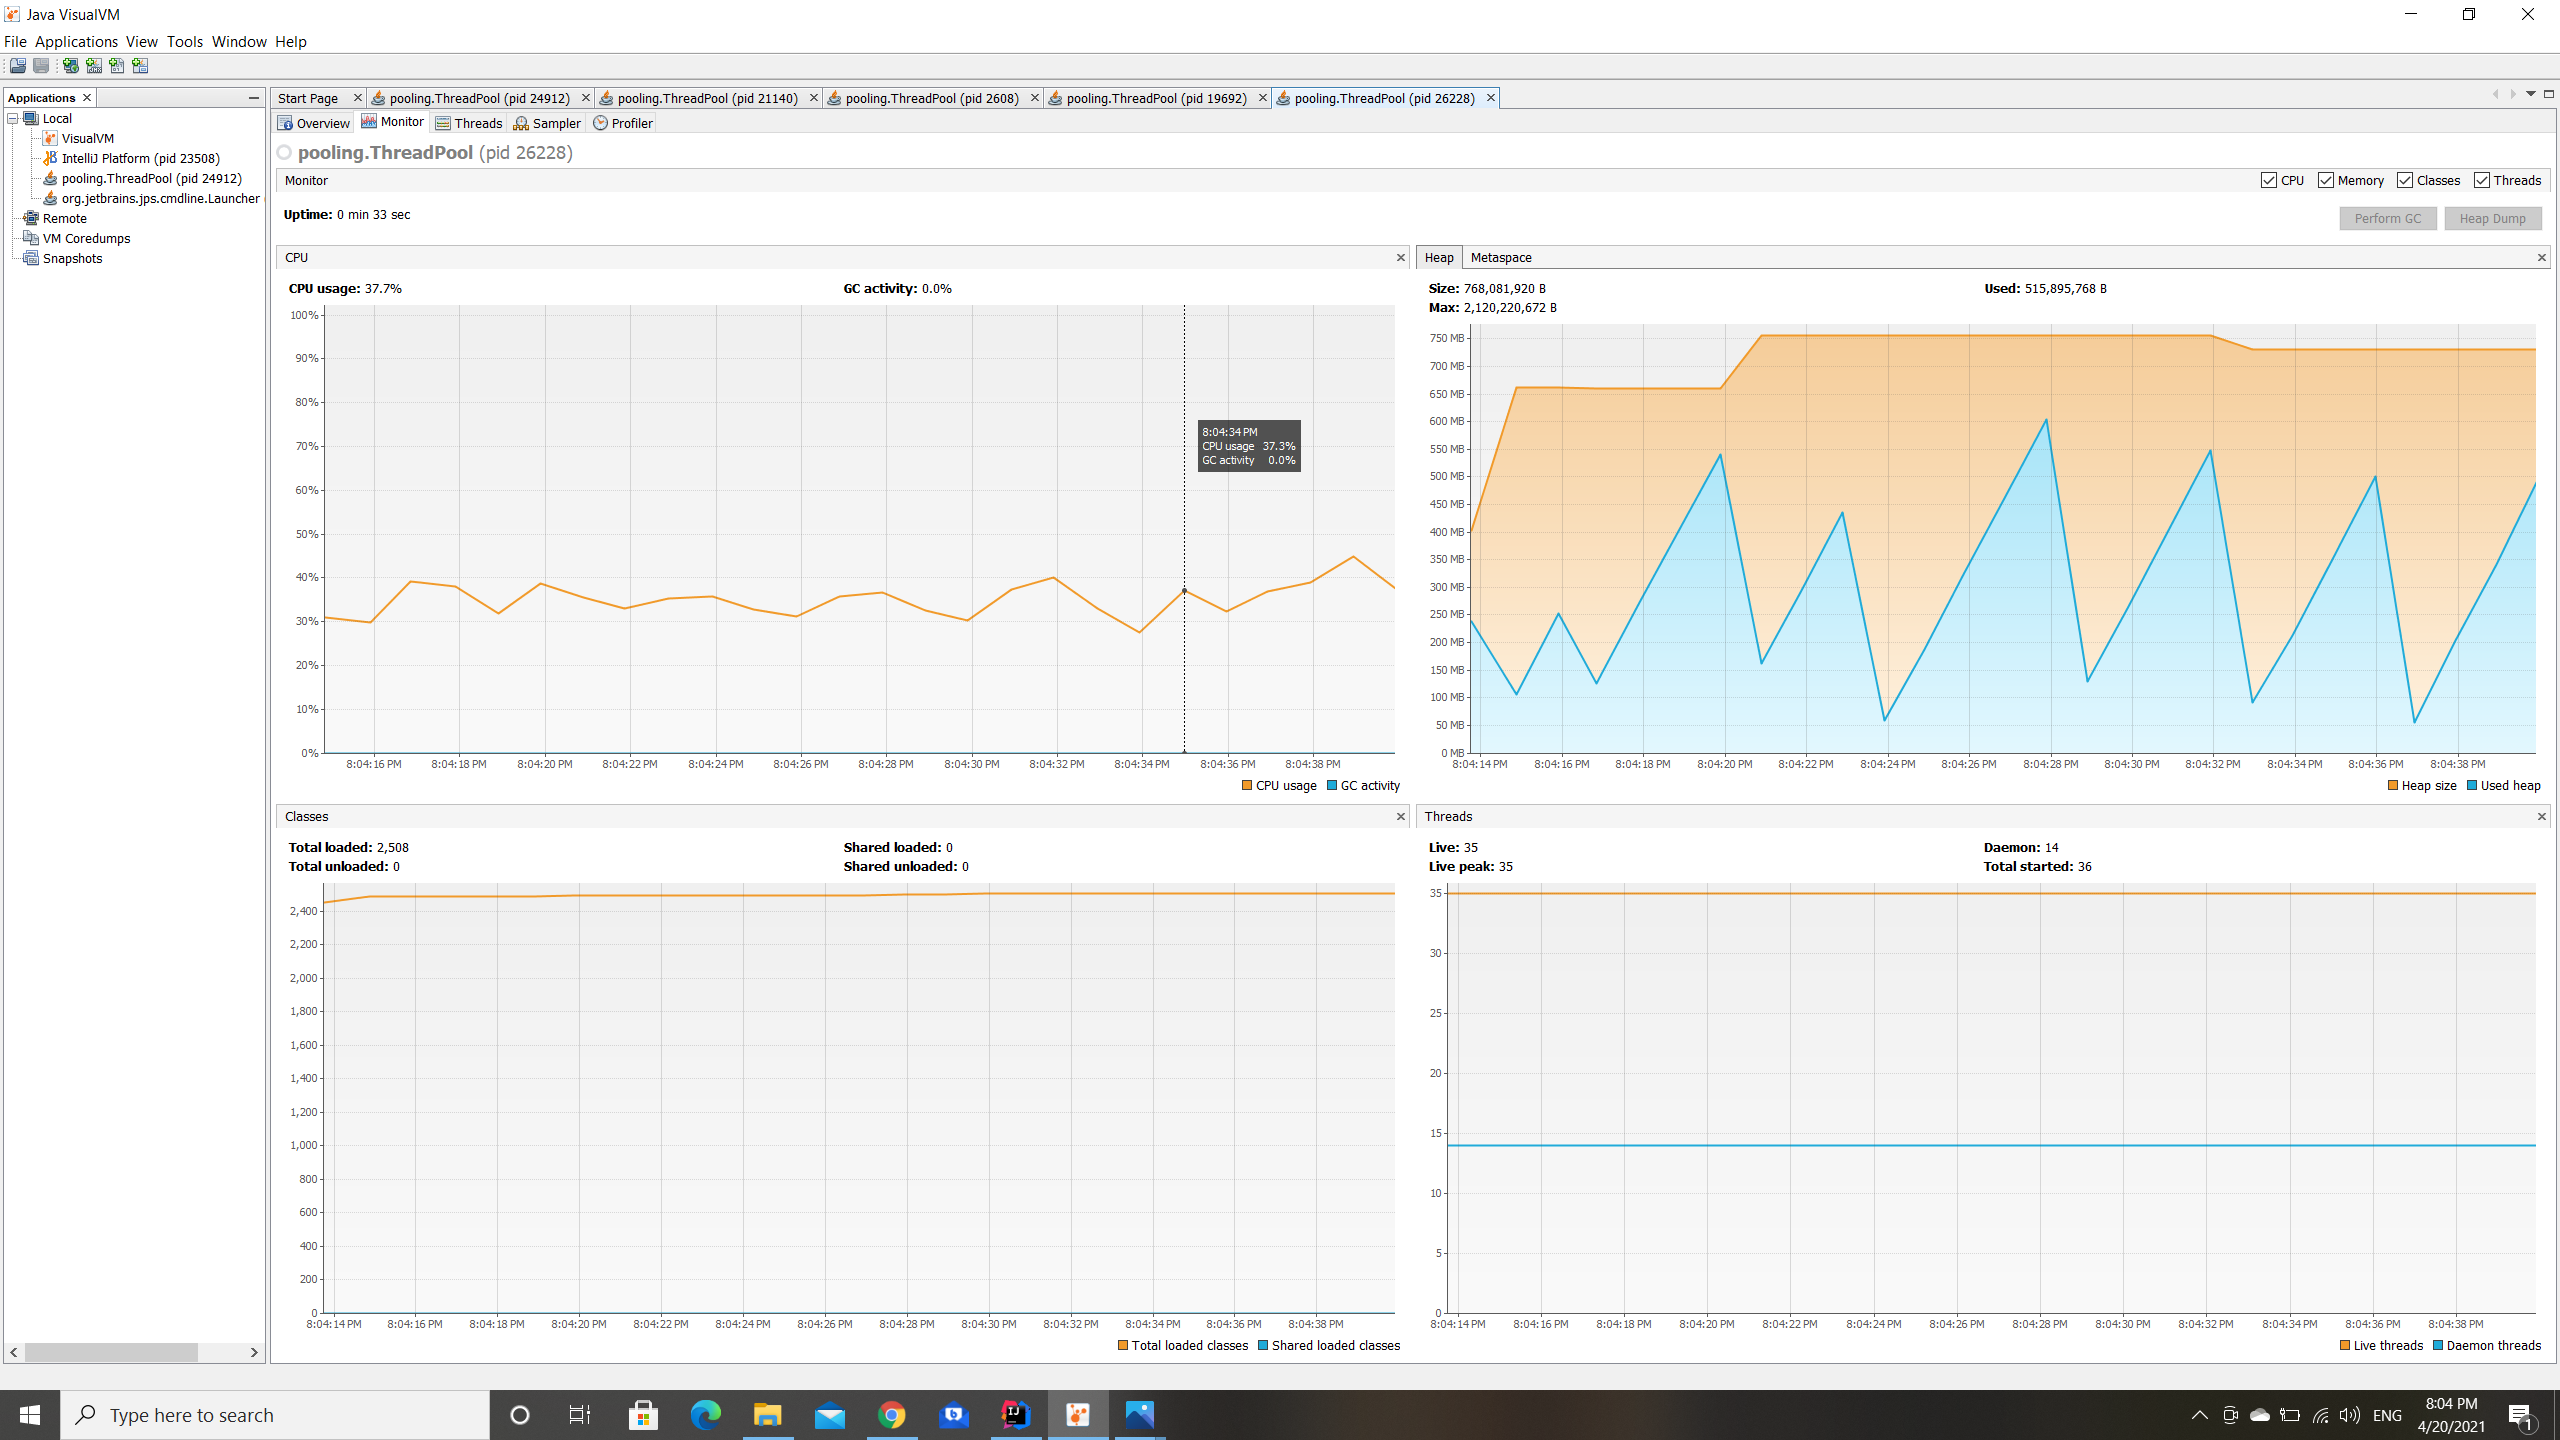 Java VisualVM
File Applications View Tools Window Help
Applications
Local
VisualVM
IntelliJ Platform (pid 23508)
pooling.ThreadPool (pid 24912)
org.jetbrains.jps.cmdline.Launcher
Remote
VM Coredumps
Snapshots
Start Page pooling.ThreadPool (pid 24912) pooling.ThreadPool (pid 21140) pooling.ThreadPool (pid 2608) pooling.ThreadPool (pid 19692) pooling.ThreadPool (pid 26228)
Overview Monitor Threads Sampler Profiler
pooling.ThreadPool (pid 26228)
Monitor CPU Memory Classes Threads
Uptime: 0 min 33 sec
Perform GC Heap Dump
CPU
CPU usage: 37.7% GC activity: 0.0%
100%
90%
80%
70%
60%
50%
40%
30%
20%
10%
0%
8:04:34 PM
CPU usage 37.3%
GC activity 0.0%
8:04:16 PM 8:04:18 PM 8:04:20 PM 8:04:22 PM 8:04:24 PM 8:04:26 PM 8:04:28 PM 8:04:30 PM 8:04:32 PM 8:04:34 PM 8:04:36 PM 8:04:38 PM
CPU usage GC activity
Heap Metaspace
Size: 768,081,920 B Used: 515,895,768 B
Max: 2,120,220,672 B
750 MB
700 MB
650 MB
600 MB
550 MB
500 MB
450 MB
400 MB
350 MB
300 MB
250 MB
200 MB
150 MB
100 MB
50 MB
0 MB
8:04:14 PM 8:04:16 PM 8:04:18 PM 8:04:20 PM 8:04:22 PM 8:04:24 PM 8:04:26 PM 8:04:28 PM 8:04:30 PM 8:04:32 PM 8:04:34 PM 8:04:36 PM 8:04:38 PM
Heap size Used heap
Classes
Total loaded: 2,508 Shared loaded: 0
Total unloaded: 0 Shared unloaded: 0
2,400
2,200
2,000
1,800
1,600
1,400
1,200
1,000
800
600
400
200
0
8:04:14 PM 8:04:16 PM 8:04:18 PM 8:04:20 PM 8:04:22 PM 8:04:24 PM 8:04:26 PM 8:04:28 PM 8:04:30 PM 8:04:32 PM 8:04:34 PM 8:04:36 PM 8:04:38 PM
Total loaded classes Shared loaded classes
Threads
Live: 35 Daemon: 14
Live peak: 35 Total started: 36
35
30
25
20
15
10
5
0
8:04:14 PM 8:04:16 PM 8:04:18 PM 8:04:20 PM 8:04:22 PM 8:04:24 PM 8:04:26 PM 8:04:28 PM 8:04:30 PM 8:04:32 PM 8:04:34 PM 8:04:36 PM 8:04:38 PM
Live threads Daemon threads
Type here to search
IJ
ENG
8:04 PM
4/20/2021
1